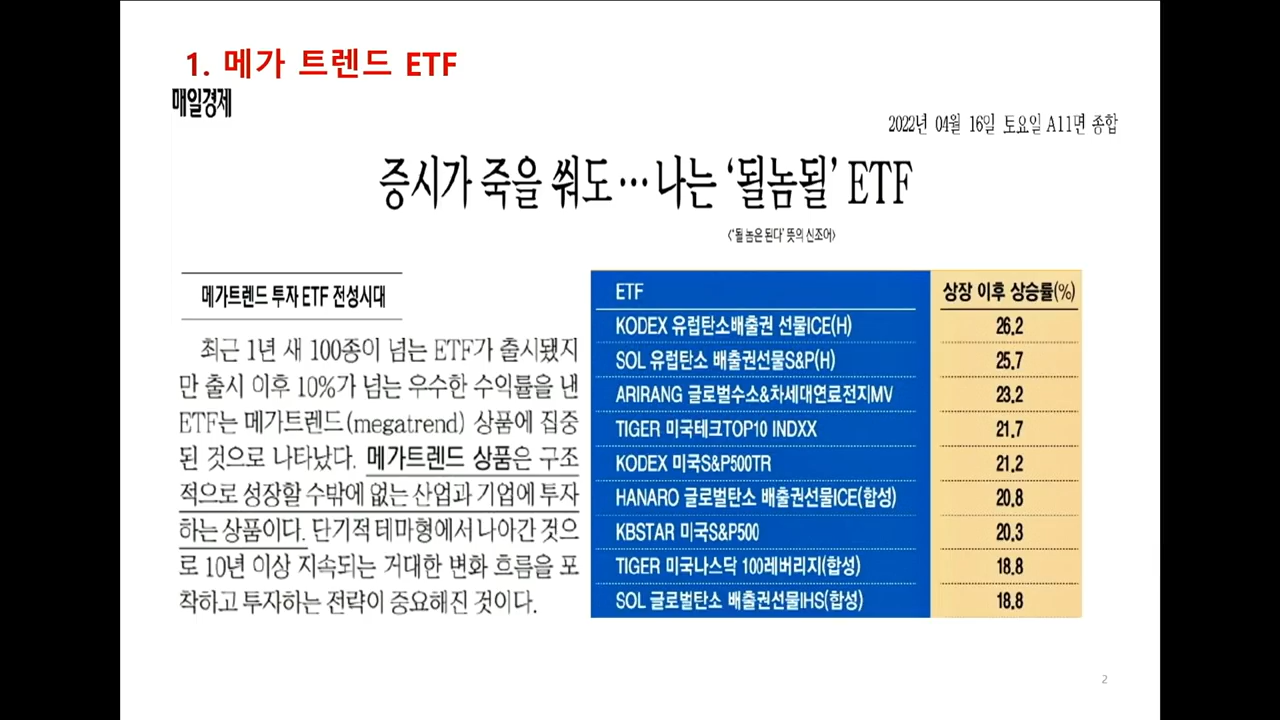 1. 메가 트렌드 ETF
매일경제
2022년 04월 16일 토요일 A11면 종합
증시가 죽을 쒀도…나는 ‘될놈될’ ETF
<‘될 놈은 된다’ 뜻의 신조어>
메가트렌드 투자 ETF 전성시대
최근 1년 새 100종이 넘는 ETF가 출시됐지
만 출시 이후 10%가 넘는 우수한 수익률을 낸
ETF는 메가트렌드(megatrend) 상품에 집중
된 것으로 나타났다. 메가트렌드 상품은 구조
적으로 성장할 수밖에 없는 산업과 기업에 투자
하는 상품이다. 단기적 테마형에서 나아간 것으
로 10년 이상 지속되는 거대한 변화 흐름을 포
착하고 투자하는 전략이 중요해진 것이다.
ETF 상장 이후 상승률(%)
KODEX 유럽탄소배출권 선물ICE(H) 26.2
SOL 유럽탄소 배출권선물S&P(H) 25.7
ARIRANG 글로벌수소&차세대연료전지MV 23.2
TIGER 미국테크TOP10 INDXX 21.7
KODEX 미국S&P500TR 21.2
HANARO 글로벌탄소 배출권선물ICE(합성) 20.8
KBSTAR 미국S&P500 20.3
TIGER 미국나스닥 100레버리지(합성) 18.8
SOL 글로벌탄소 배출권선물IHS(합성) 18.8
2